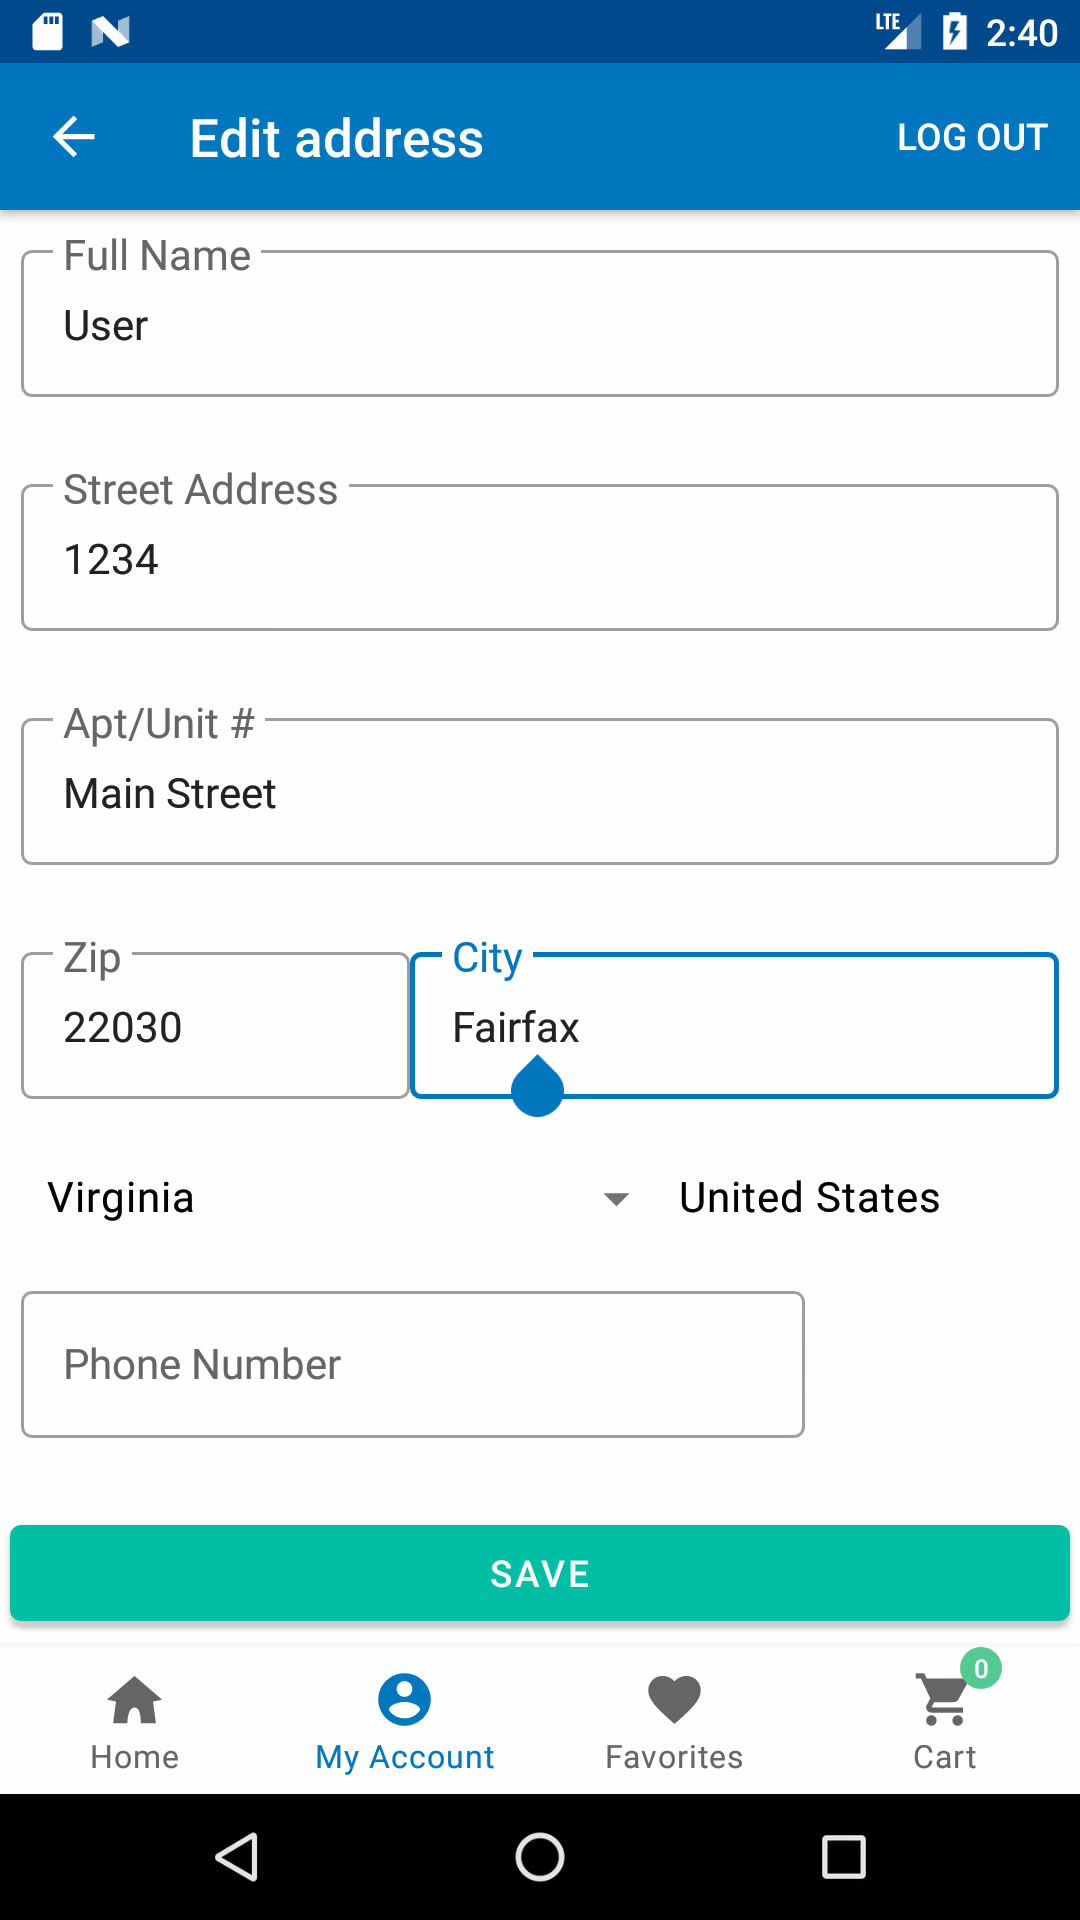 LTE 2:40
Edit address LOG OUT
Full Name
User
Street Address
1234
Apt/Unit #
Main Street
Zip City
22030 Fairfax
Virginia United States
Phone Number
SAVE
0
Home My Account Favorites Cart